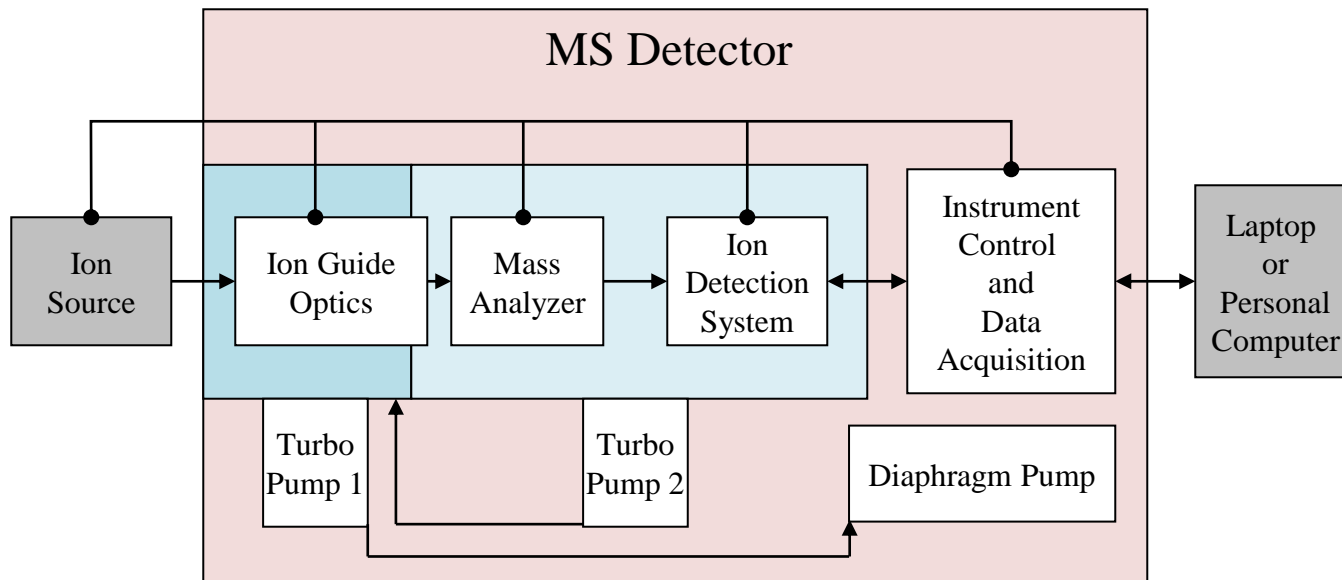 MS Detector
Ion
Source
Ion Guide
Optics
Mass
Analyzer
Ion
Detection
System
Instrument
Control
and
Data
Acquisition
Laptop
or
Personal
Computer
Turbo
Pump 1
Turbo
Pump 2
Diaphragm Pump